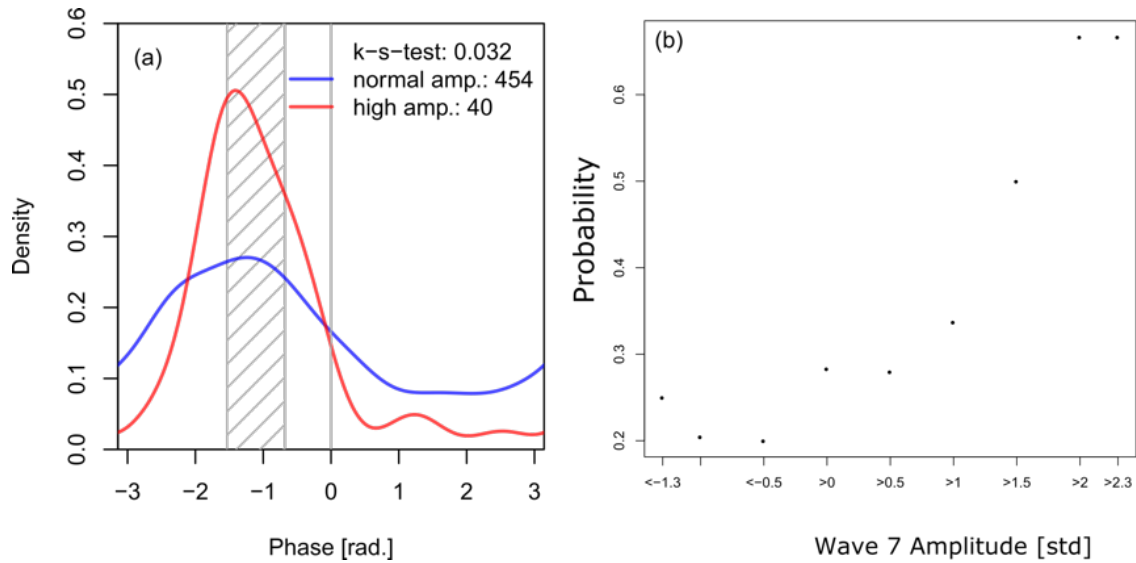 (a)
k-s-test: 0.032
normal amp.: 454
high amp.: 40
0.6
0.5
0.4
0.3
0.2
0.1
0.0
Density
−3 −2 −1 0 1 2 3
Phase [rad.]
(b)
0.6
0.5
0.4
0.3
0.2
Probability
<−1.3 <−0.5 >0 >0.5 >1 >1.5 >2 >2.3
Wave 7 Amplitude [std]